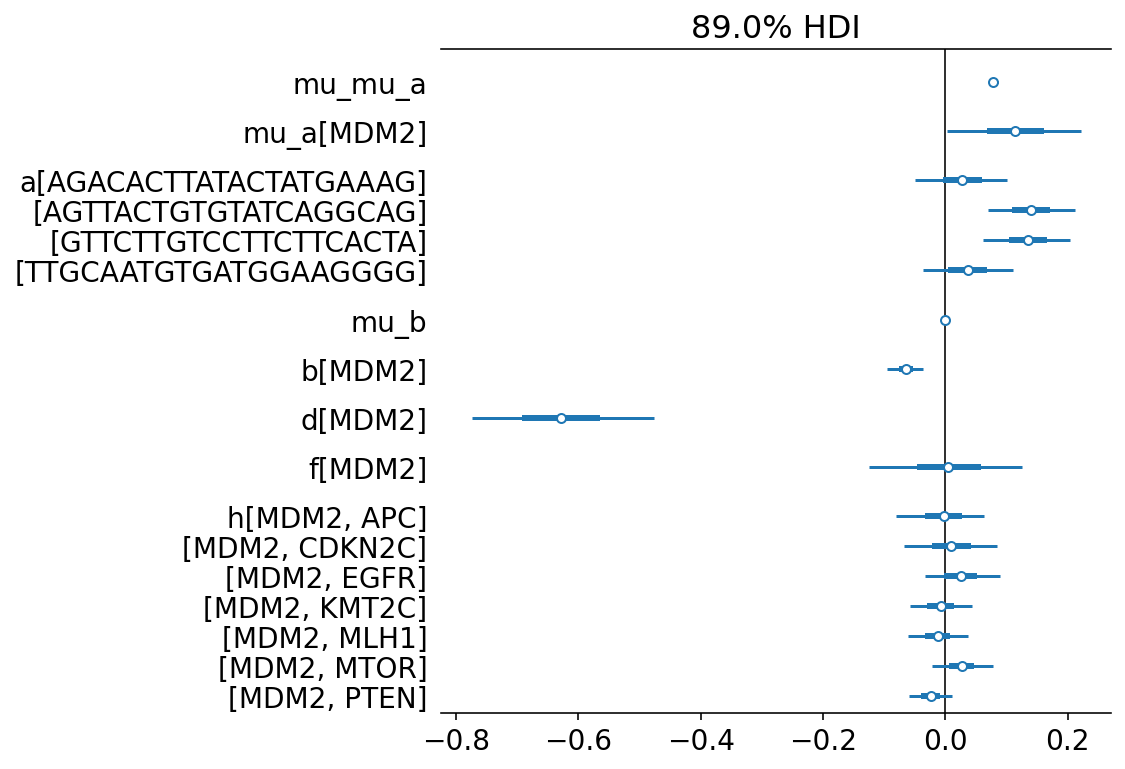 89.0% HDI
mu_mu_a
mu_a[MDM2]
a[AGACACTTATACTATGAAAG]
[AGTTACTGTGTATCAGGCAG]
[GTTCTTGTCCTTCTTCACTA]
[TTGCAATGTGATGGAAGGGG]
mu_b
b[MDM2]
d[MDM2]
f[MDM2]
h[MDM2, APC]
[MDM2, CDKN2C]
[MDM2, EGFR]
[MDM2, KMT2C]
[MDM2, MLH1]
[MDM2, MTOR]
[MDM2, PTEN]
−0.8 −0.6 −0.4 −0.2 0.0 0.2